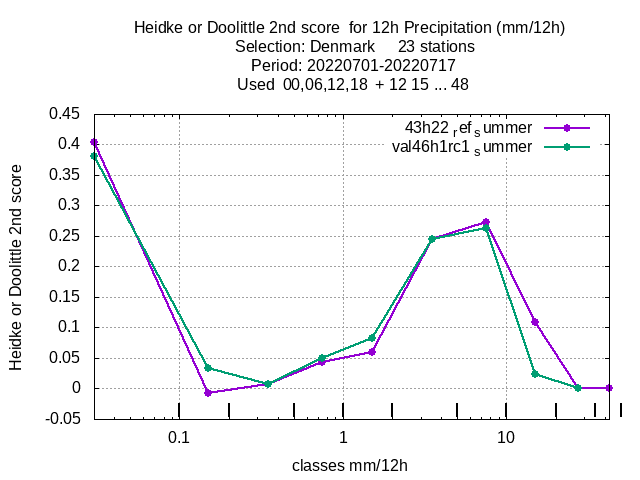 Heidke or Doolittle 2nd score  for 12h Precipitation (mm/12h)
Selection: Denmark     23 stations
Period: 20220701-20220717
Used  00,06,12,18  + 12 15 ... 48
43h22 ref summer
val46h1rc1 summer
0.45
0.4
0.35
0.3
0.25
0.2
0.15
0.1
0.05
0
-0.05
Heidke or Doolittle 2nd score
0.1
1
10
classes mm/12h